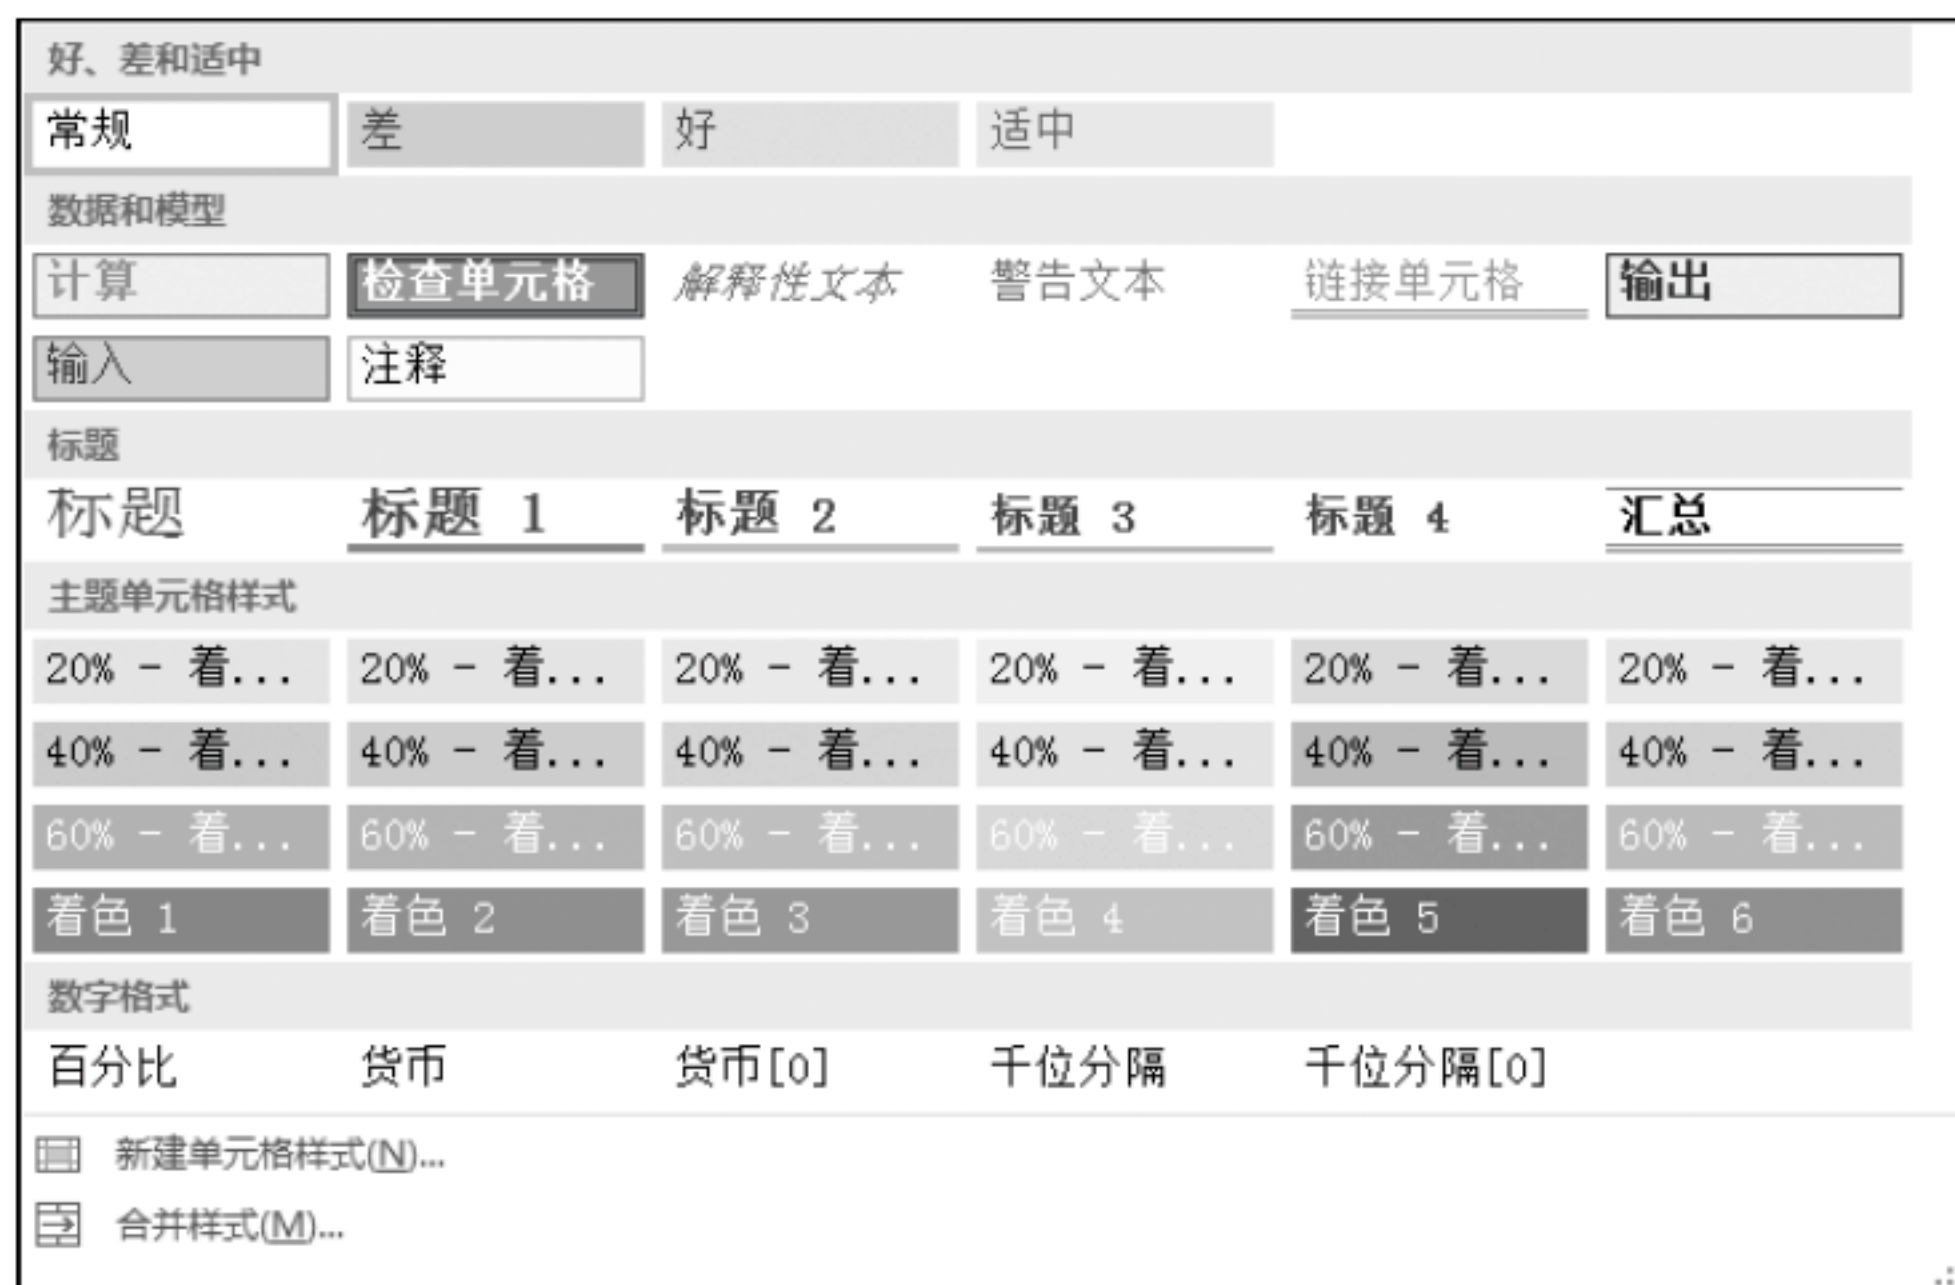 好、差和适中
常规 差 好 适中
数据和模型
计算 检查单元格 解释性文本 警告文本 链接单元格 输出
输入 注释
标题
标题 标题 1 标题 2 标题 3 标题 4 汇总
主题单元格样式
20% - 着... 20% - 着... 20% - 着... 20% - 着... 20% - 着... 20% - 着...
40% - 着... 40% - 着... 40% - 着... 40% - 着... 40% - 着... 40% - 着...
60% - 着... 60% - 着... 60% - 着... 60% - 着... 60% - 着... 60% - 着...
着色 1 着色 2 着色 3 着色 4 着色 5 着色 6
数字格式
百分比 货币 货币[0] 千位分隔 千位分隔[0]
新建单元格样式(N)...
合并样式(M)...